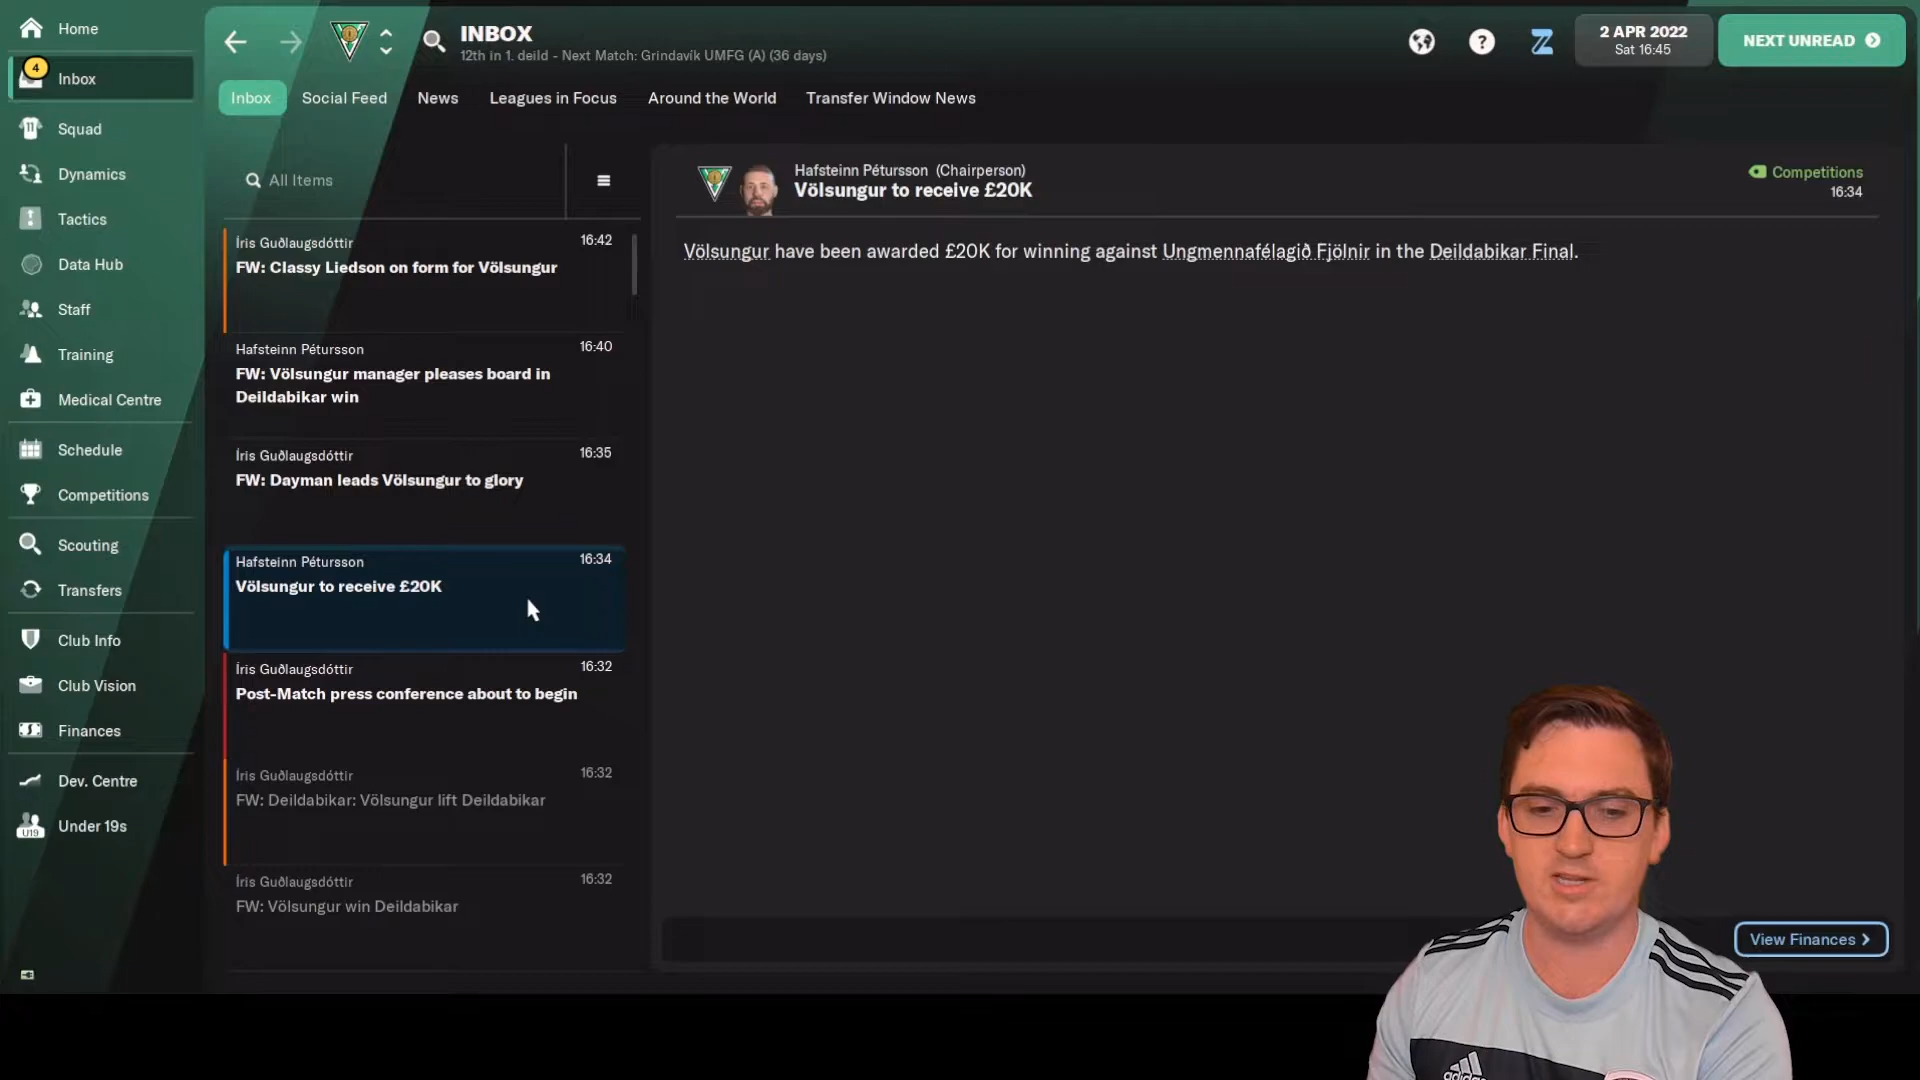 Home
4
Inbox
Squad
Dynamics
Tactics
Data Hub
Staff
Training
Medical Centre
Schedule
Competitions
Scouting
Transfers
Club Info
Club Vision
Finances
Dev. Centre
U19
Under 19s
INBOX
12th in 1. deild - Next Match: Grindavík UMFG (A) (36 days)
2 APR 2022
Sat 16:45
NEXT UNREAD
Inbox
Social Feed
News
Leagues in Focus
Around the World
Transfer Window News
All Items
Íris Guðlaugsdóttir
16:42
FW: Classy Liedson on form for Völsungur
Hafsteinn Pétursson
16:40
FW: Völsungur manager pleases board in
Deildabikar win
Íris Guðlaugsdóttir
16:35
FW: Dayman leads Völsungur to glory
Hafsteinn Pétursson
16:34
Völsungur to receive £20K
Íris Guðlaugsdóttir
16:32
Post-Match press conference about to begin
Íris Guðlaugsdóttir
16:32
FW: Deildabikar: Völsungur lift Deildabikar
Íris Guðlaugsdóttir
16:32
FW: Völsungur win Deildabikar
Hafsteinn Pétursson (Chairperson)
Völsungur to receive £20K
Competitions
16:34
Völsungur have been awarded £20K for winning against Ungmennafélagið Fjölnir in the Deildabikar Final.
View Finances
adidas